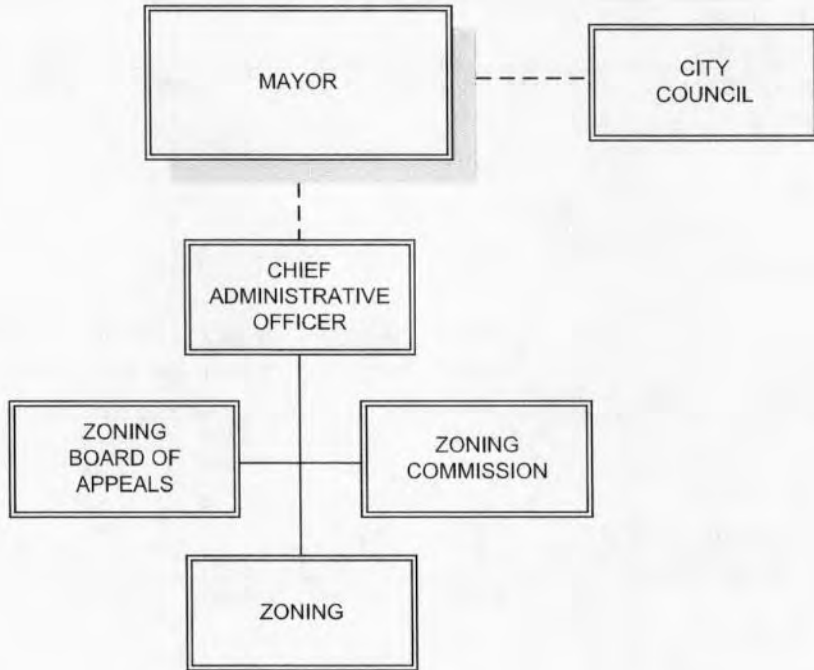 MAYOR
CITY
COUNCIL
CHIEF
ADMINISTRATIVE
OFFICER
ZONING
BOARD OF
APPEALS
ZONING
COMMISSION
ZONING